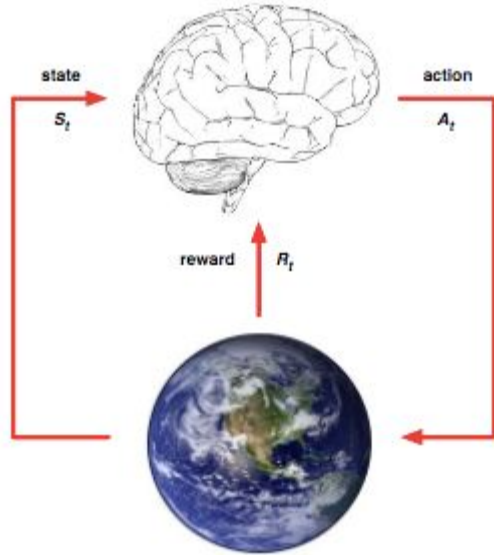 state
S_t
action
A_t
reward
R_t